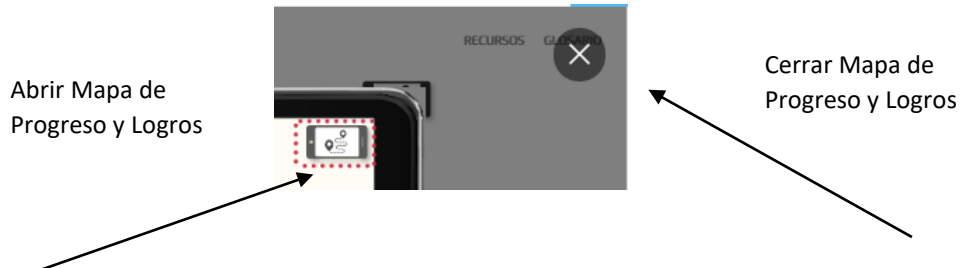 RECURSOS GLOSARIO
Abrir Mapa de
Progreso y Logros
Cerrar Mapa de
Progreso y Logros